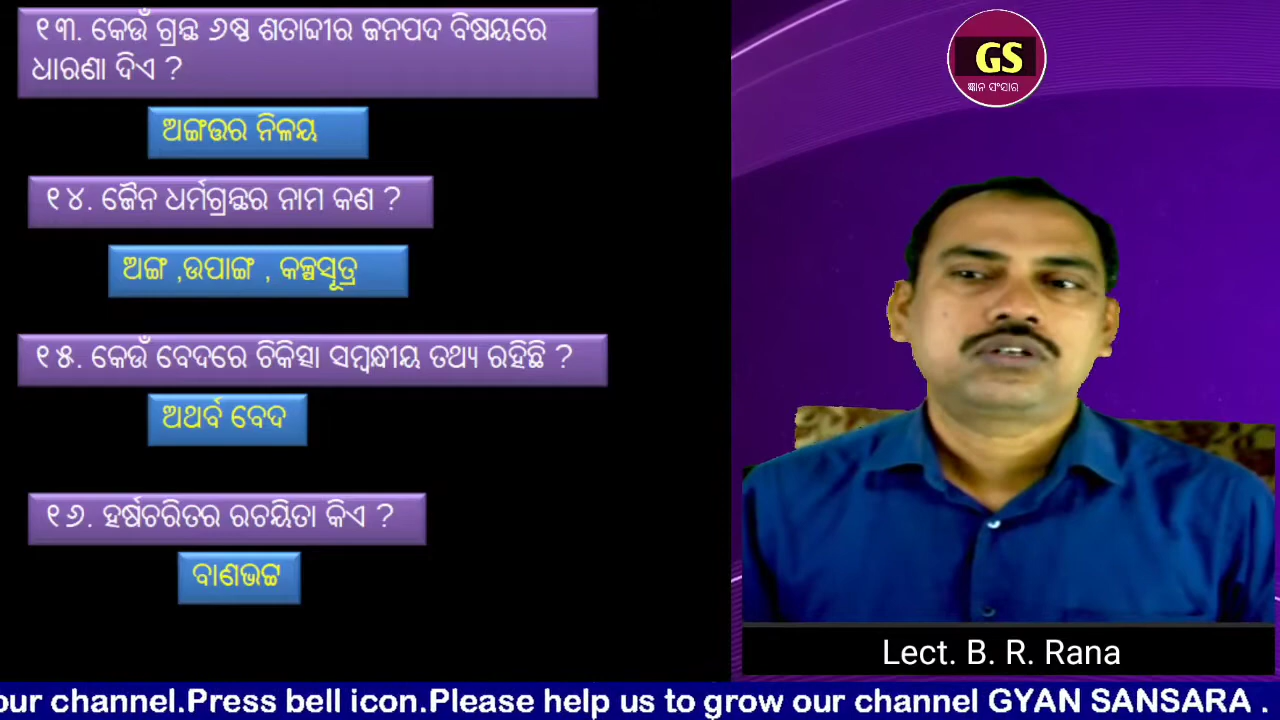 ୧୩. କେଉଁ ଗ୍ରନ୍ଥ ୬ଷ୍ଠ ଶତାବ୍ଦୀର ଜନପଦ ବିଷୟରେ
ଧାରଣା ଦିଏ ?
ଅଙ୍ଗତ୍ତର ନିଳୟ
୧୪. ଜୈନ ଧର୍ମଗ୍ରନ୍ଥର ନାମ କଣ ?
ଅଙ୍ଗ ,ଉପାଙ୍ଗ , କଳ୍ପସୂତ୍ର
୧୫. କେଉଁ ବେଦରେ ଚିକିତ୍ସା ସମ୍ବନ୍ଧୀୟ ତଥ୍ୟ ରହିଛି ?
ଅଥର୍ବ ବେଦ
୧୬. ହର୍ଷଚରିତର ରଚୟିତା କିଏ ?
ବାଣଭଟ୍ଟ
GS
ଜ୍ଞାନ ସଂସାର
Lect. B. R. Rana
our channel.Press bell icon.Please help us to grow our channel GYAN SANSARA .